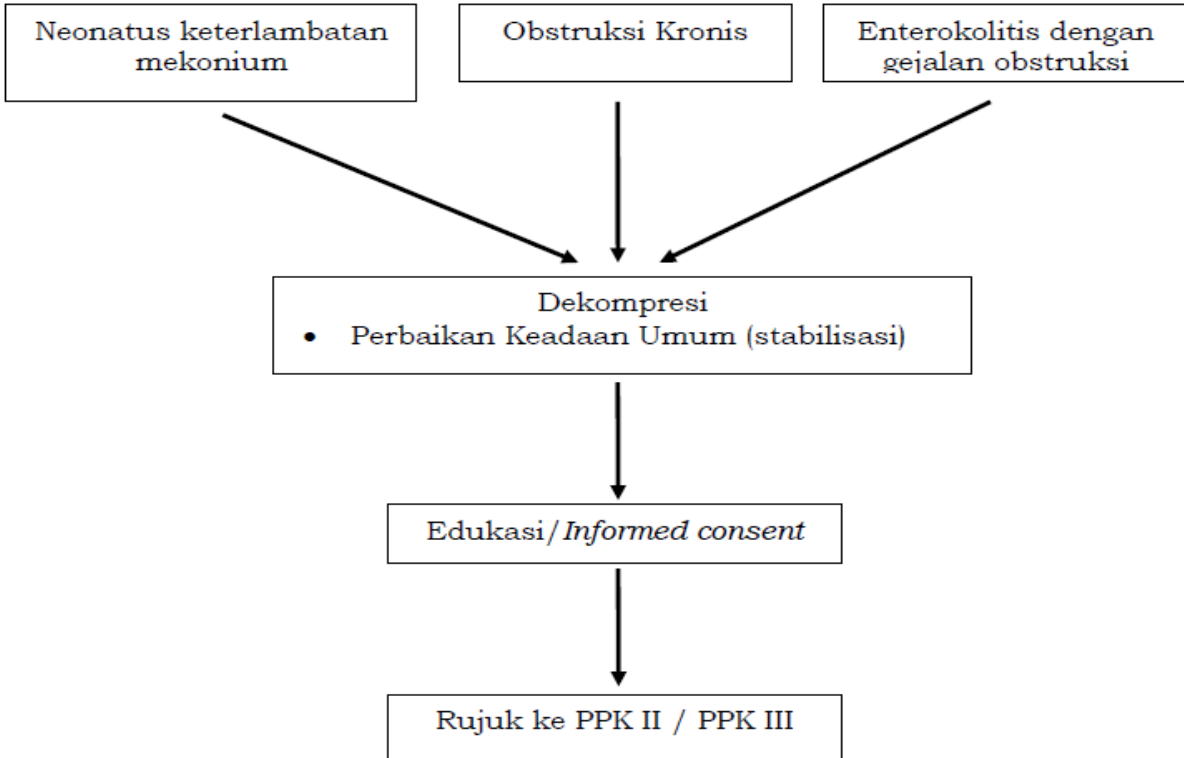 Neonatus keterlambatan
mekonium
Obstruksi Kronis
Enterokolitis dengan
gejalan obstruksi
Dekompresi
• Perbaikan Keadaan Umum (stabilisasi)
Edukasi/Informed consent
Rujuk ke PPK II / PPK III